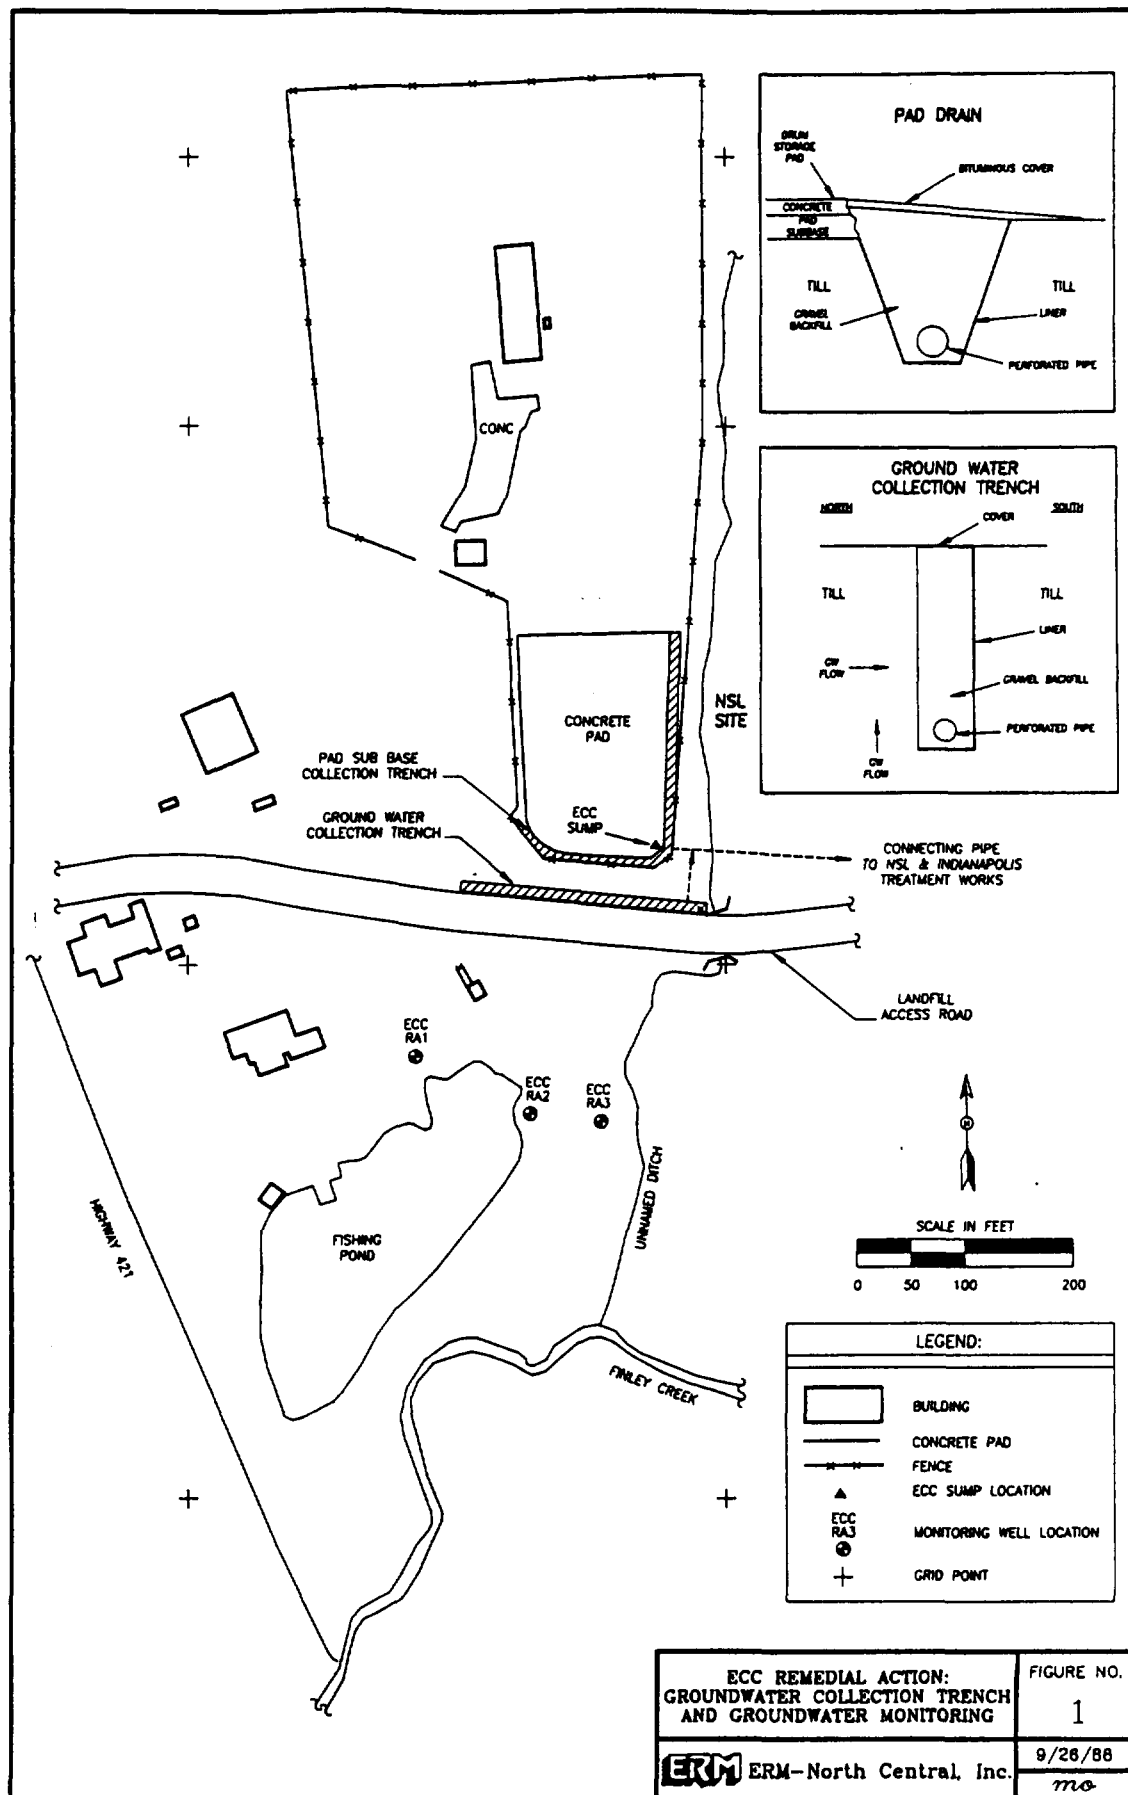 PAD DRAIN
DRUM
STORAGE
PAD
BITUMINOUS COVER
CONCRETE
PAD
SUBBASE
TILL
TILL
GRAVEL
BACKFILL
LINER
PERFORATED PIPE
GROUND WATER
COLLECTION TRENCH
NORTH
SOUTH
COVER
TILL
TILL
LINER
GW
FLOW
GRAVEL BACKFILL
PERFORATED PIPE
GW
FLOW
CONC
CONCRETE
PAD
NSL
SITE
PAD SUB BASE
COLLECTION TRENCH
GROUND WATER
COLLECTION TRENCH
ECC
SUMP
CONNECTING PIPE
TO NSL & INDIANAPOLIS
TREATMENT WORKS
LANDFILL
ACCESS ROAD
ECC
RA1
ECC
RA2
ECC
RA3
UNNAMED DITCH
HIGHWAY 421
FISHING
POND
FINLEY CREEK
SCALE IN FEET
0 50 100 200
LEGEND:
BUILDING
CONCRETE PAD
FENCE
ECC SUMP LOCATION
ECC
RA3
MONITORING WELL LOCATION
GRID POINT
ECC REMEDIAL ACTION:
GROUNDWATER COLLECTION TRENCH
AND GROUNDWATER MONITORING
FIGURE NO.
1
ERM ERM-North Central, Inc.
9/26/88
mo